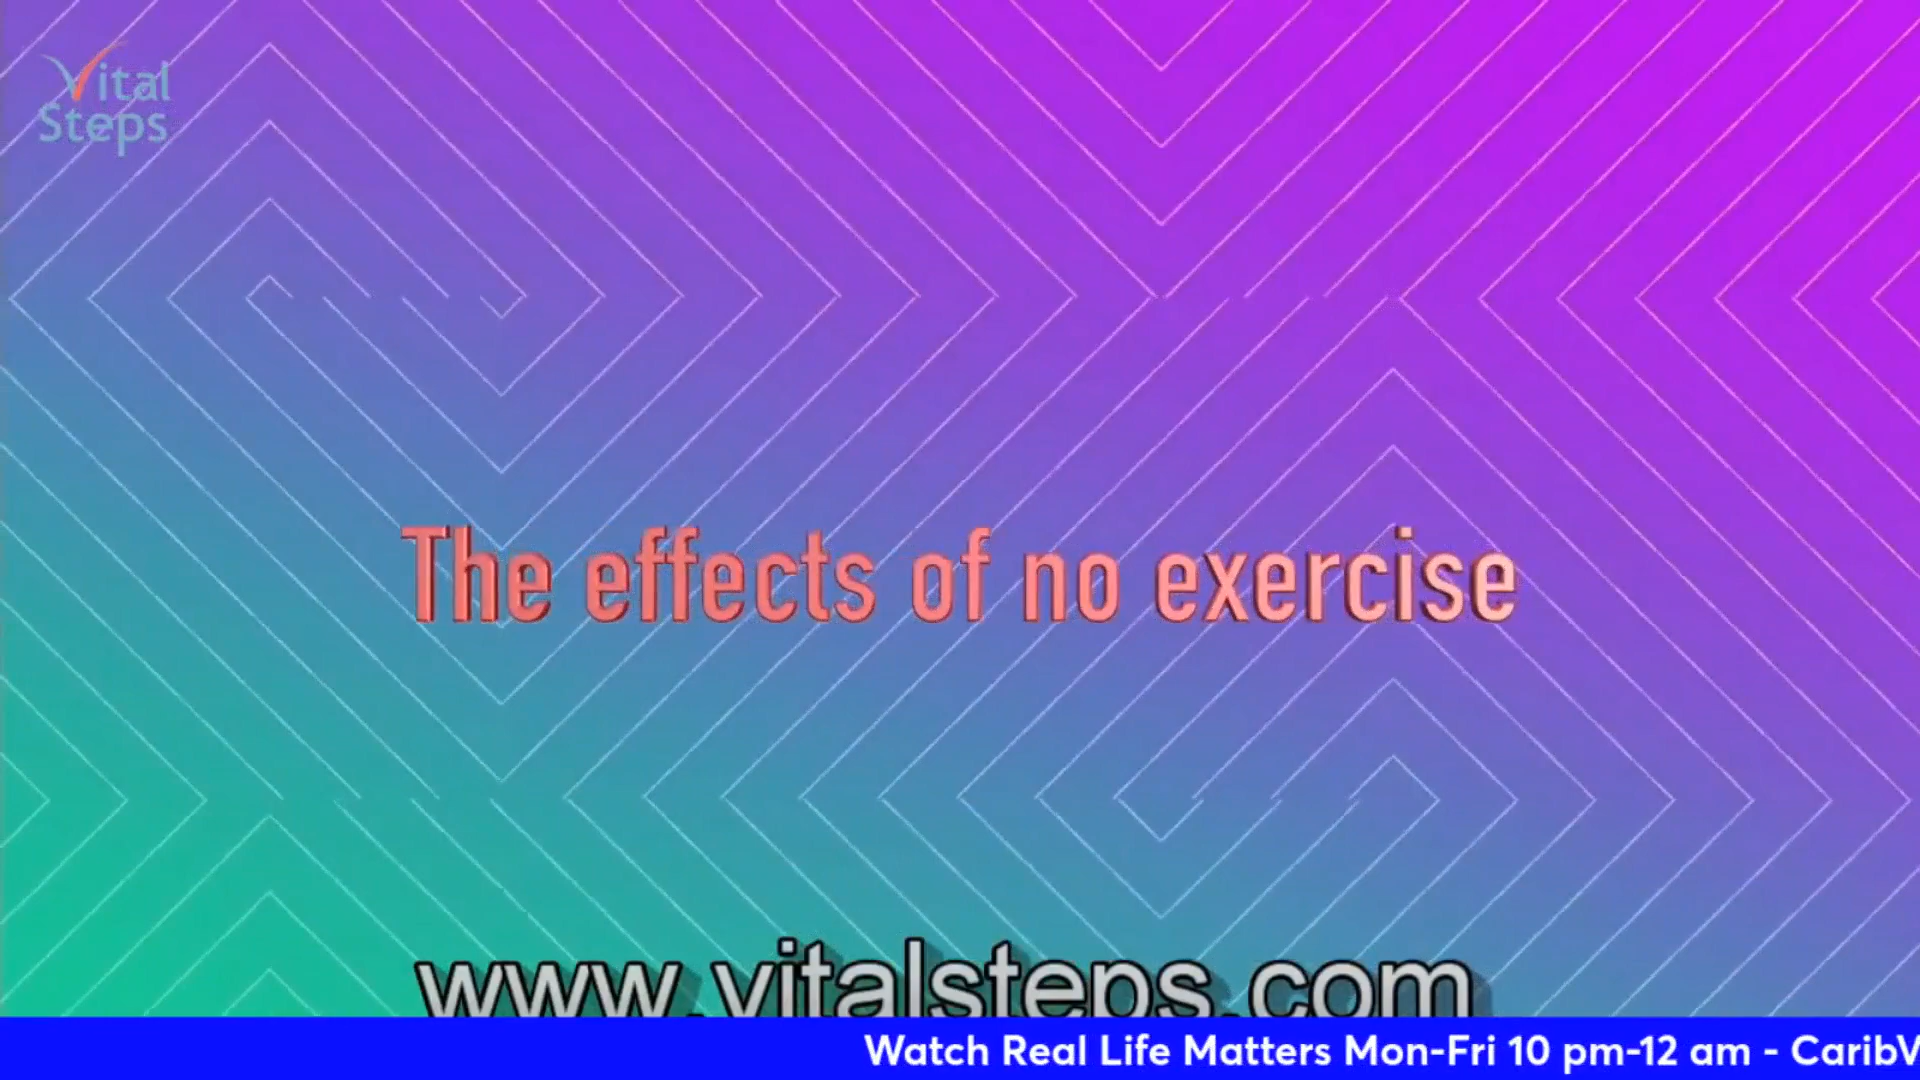 Vital
Steps
The effects of no exercise
www.vitalsteps.com
Watch Real Life Matters Mon-Fri 10 pm-12 am - CaribV